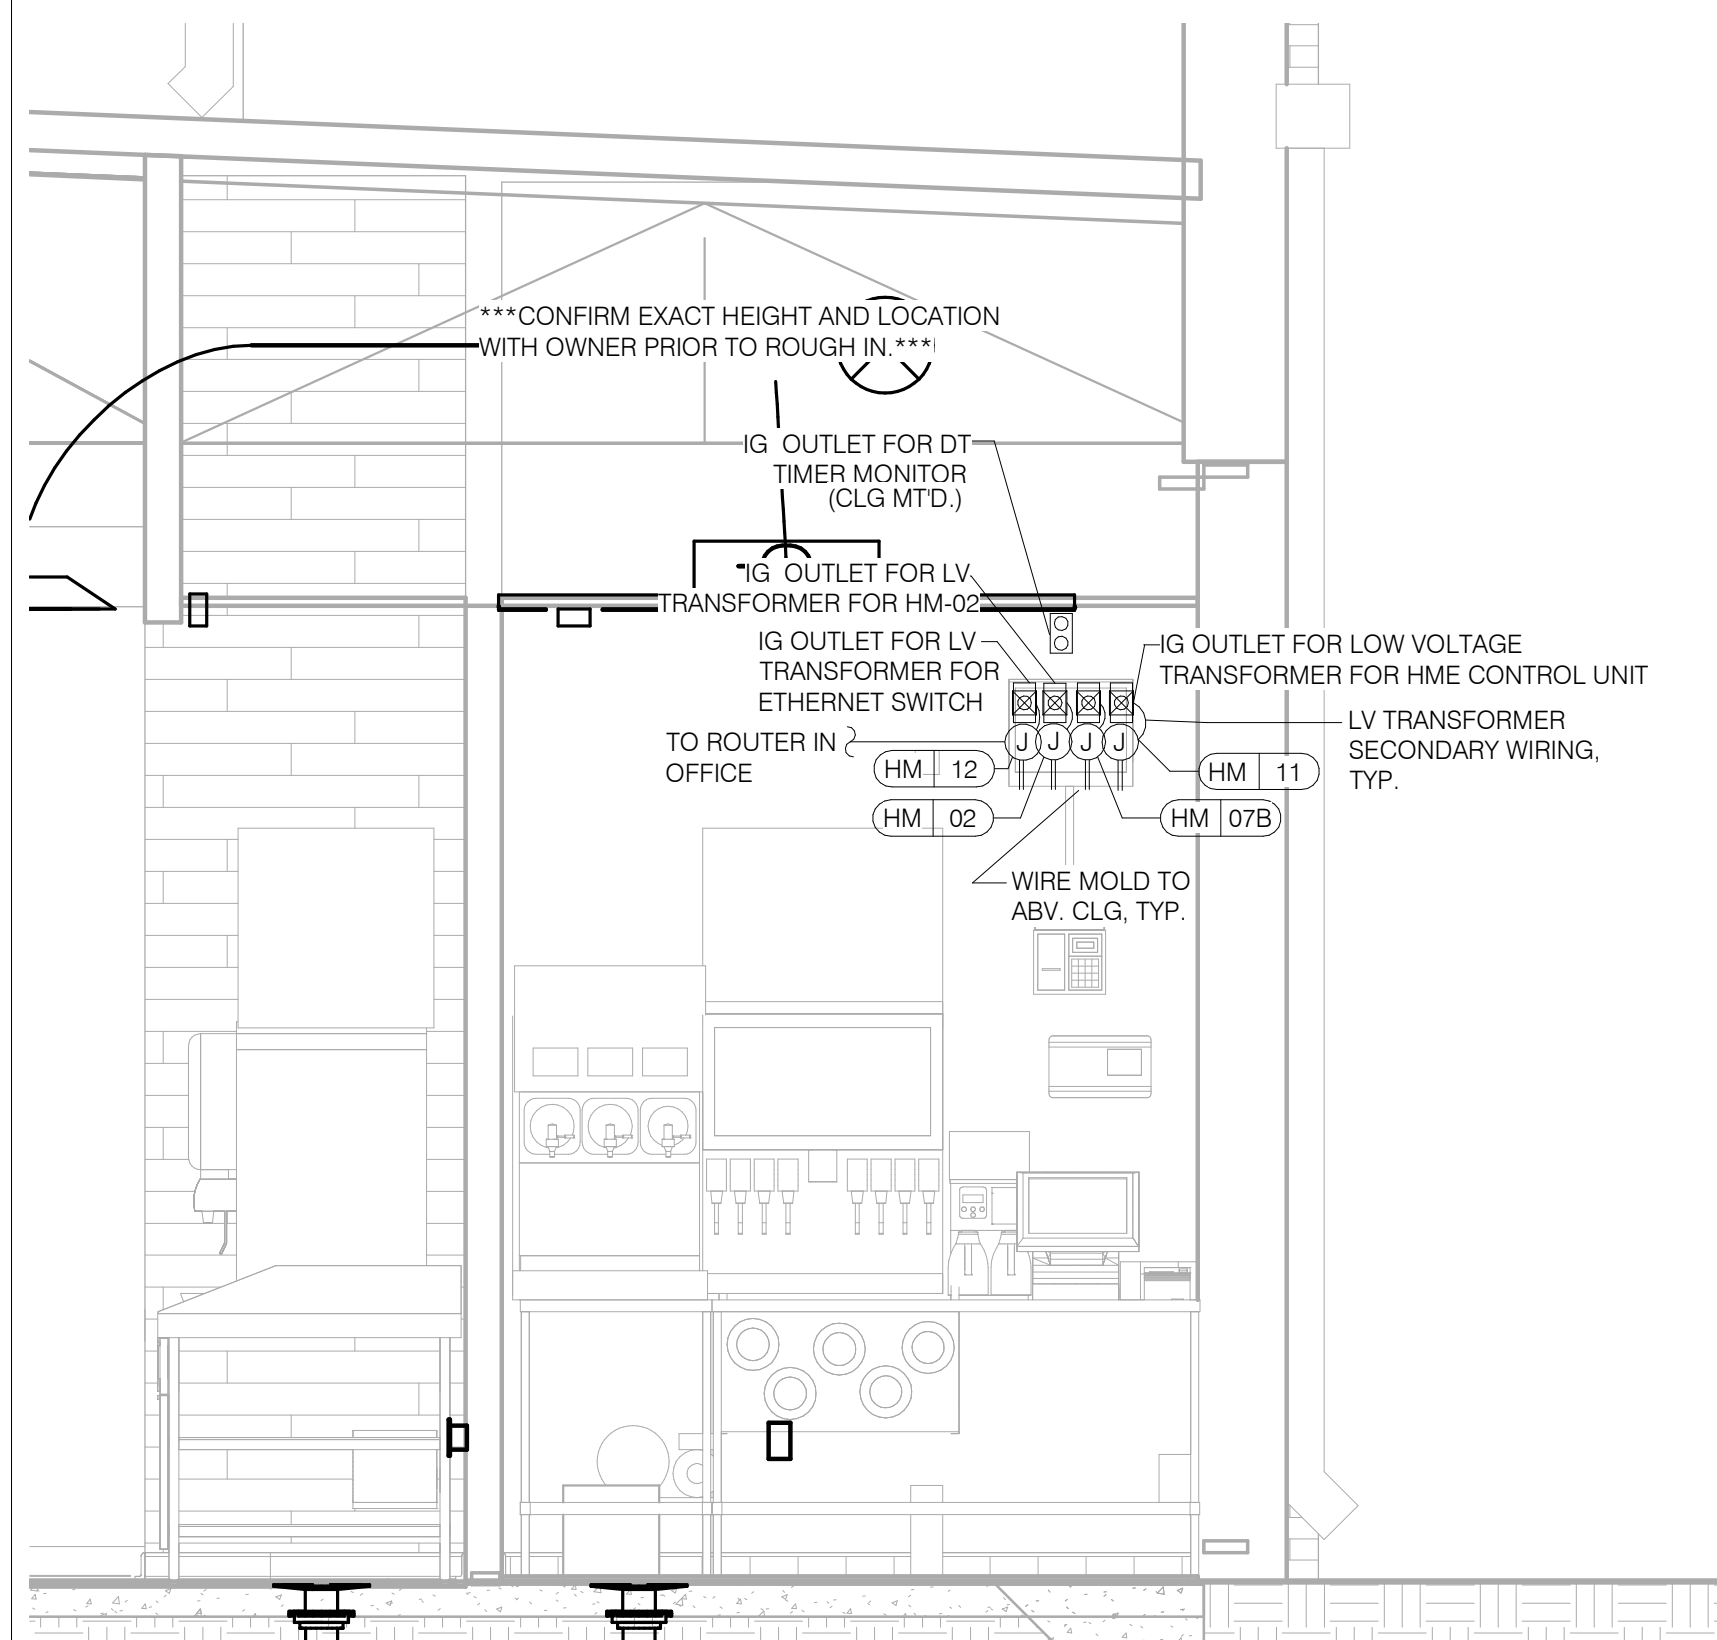 ***CONFIRM EXACT HEIGHT AND LOCATION
WITH OWNER PRIOR TO ROUGH IN.***
IG OUTLET FOR DT
TIMER MONITOR
(CLG MT'D.)
IG OUTLET FOR LV
TRANSFORMER FOR HM-02
IG OUTLET FOR LV
TRANSFORMER FOR
ETHERNET SWITCH
IG OUTLET FOR LOW VOLTAGE
TRANSFORMER FOR HME CONTROL UNIT
LV TRANSFORMER
SECONDARY WIRING,
TYP.
TO ROUTER IN
OFFICE
J J J J
HM 12
HM 11
HM 02
HM 07B
WIRE MOLD TO
ABV. CLG, TYP.